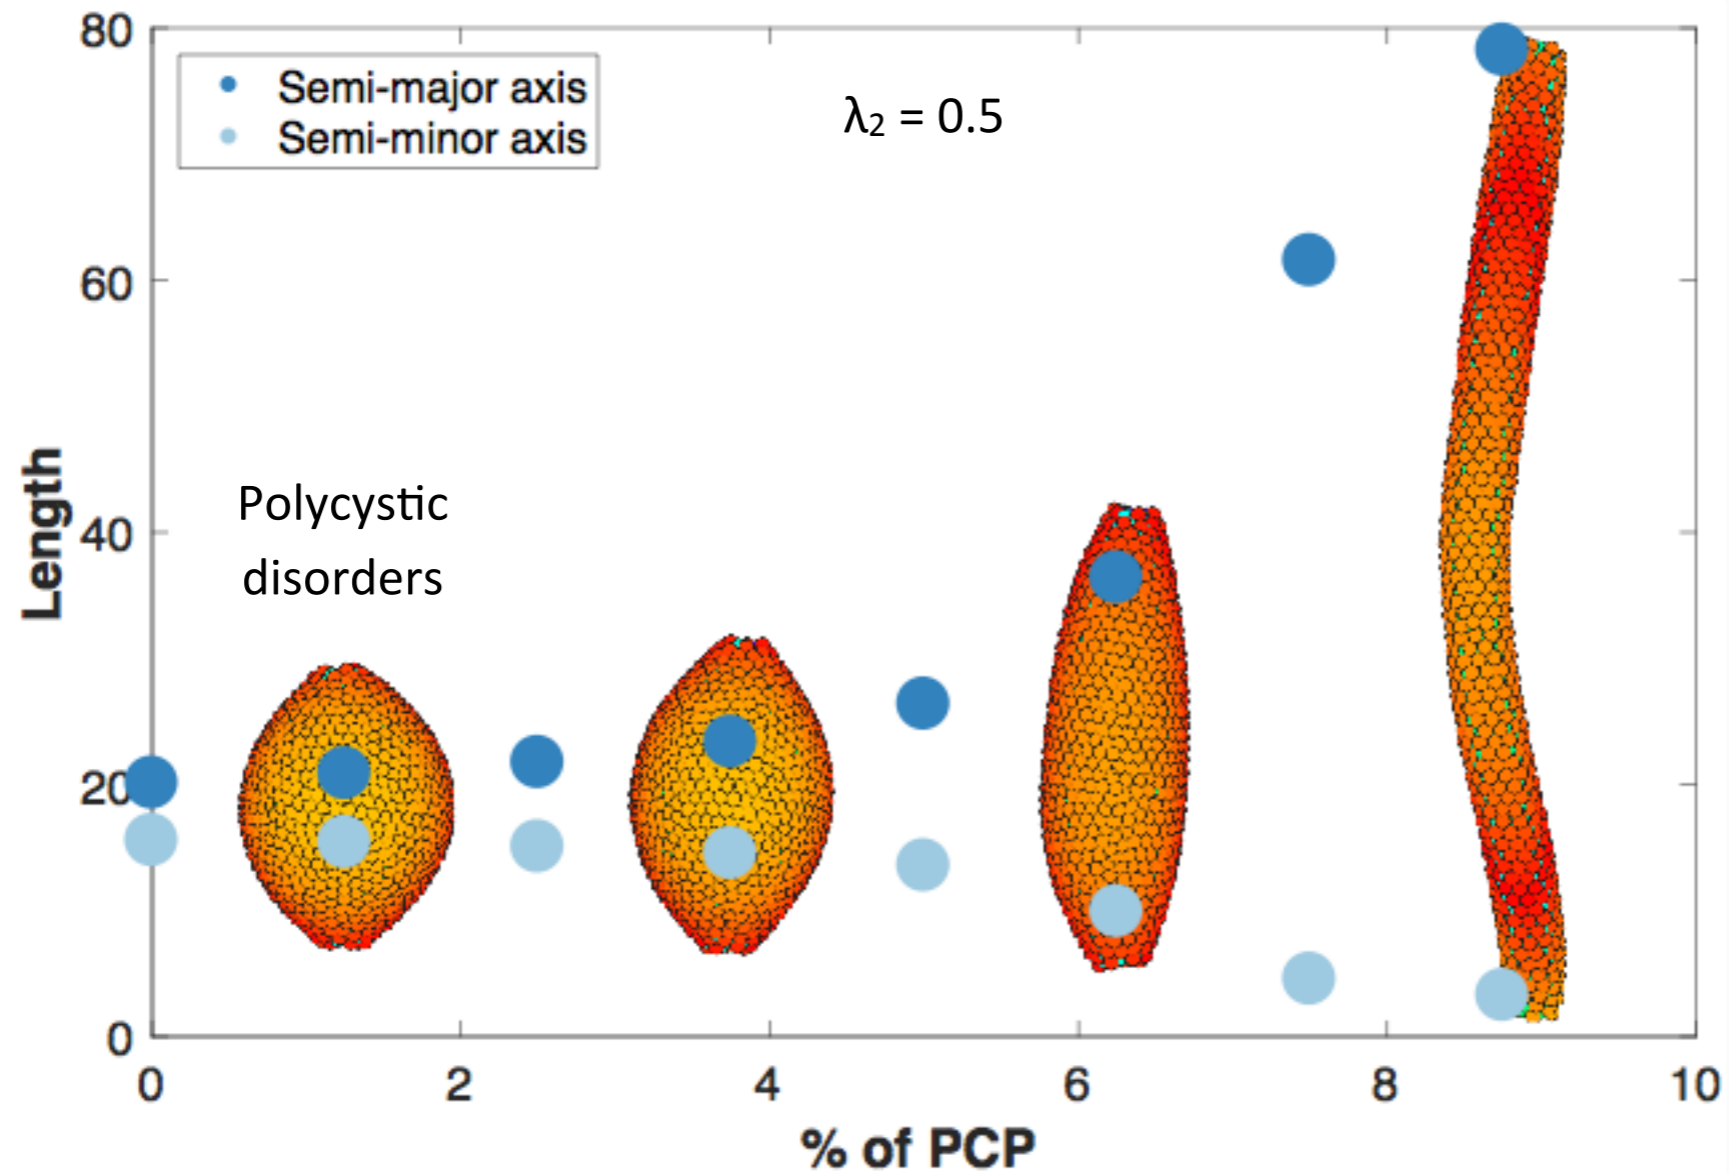 80
Semi-major axis
Semi-minor axis
λ₂ = 0.5
60
Polycystic
disorders
40
Length
20
0
0 2 4 6 8 10
% of PCP